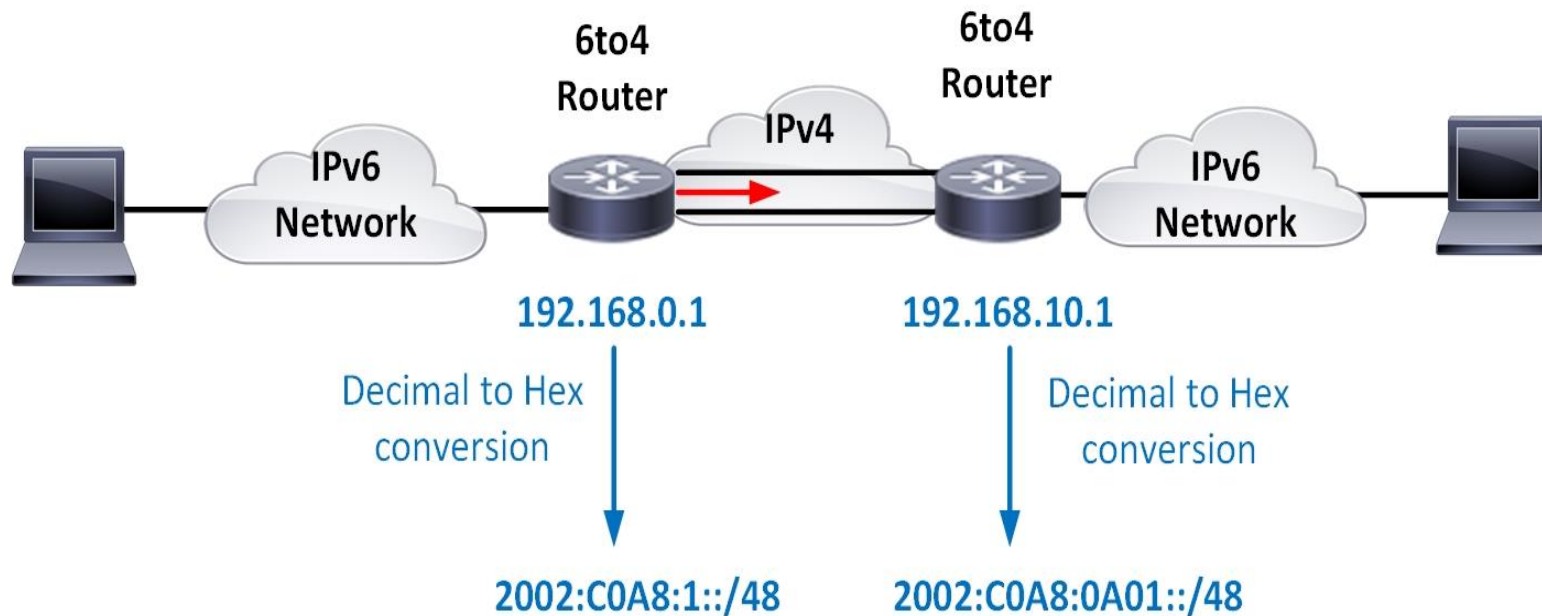 6to4
Router
6to4
Router
IPv4
IPv6
Network
IPv6
Network
192.168.0.1
192.168.10.1
Decimal to Hex
conversion
Decimal to Hex
conversion
2002:C0A8:1::/48
2002:C0A8:0A01::/48